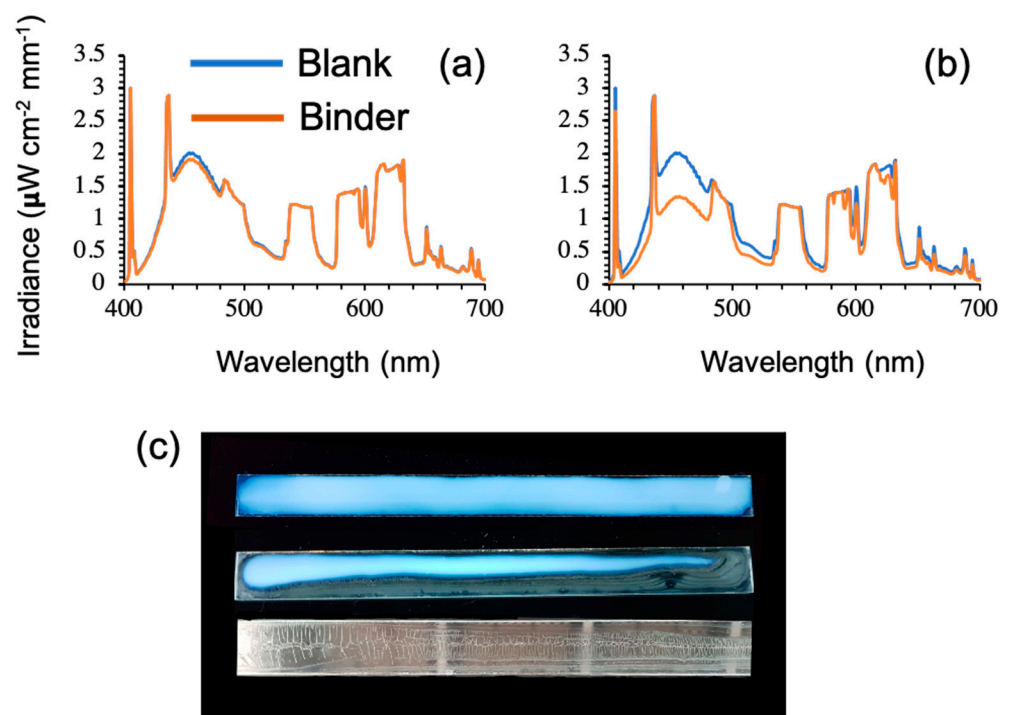 (a)
Blank
Binder
Irradiance (µW cm⁻² mm⁻¹)
3.5
3
2.5
2
1.5
1
0.5
0
400 500 600 700
Wavelength (nm)
(b)
3.5
3
2.5
2
1.5
1
0.5
0
400 500 600 700
Wavelength (nm)
(c)